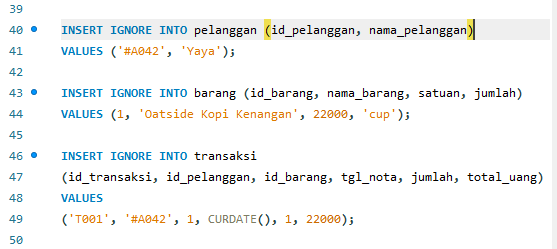 39
40 INSERT IGNORE INTO pelanggan (id_pelanggan, nama_pelanggan)
41 VALUES ('#A042', 'Yaya');
42
43 INSERT IGNORE INTO barang (id_barang, nama_barang, satuan, jumlah)
44 VALUES (1, 'Oatside Kopi Kenangan', 22000, 'cup');
45
46 INSERT IGNORE INTO transaksi
47 (id_transaksi, id_pelanggan, id_barang, tgl_nota, jumlah, total_uang)
48 VALUES
49 ('T001', '#A042', 1, CURDATE(), 1, 22000);
50